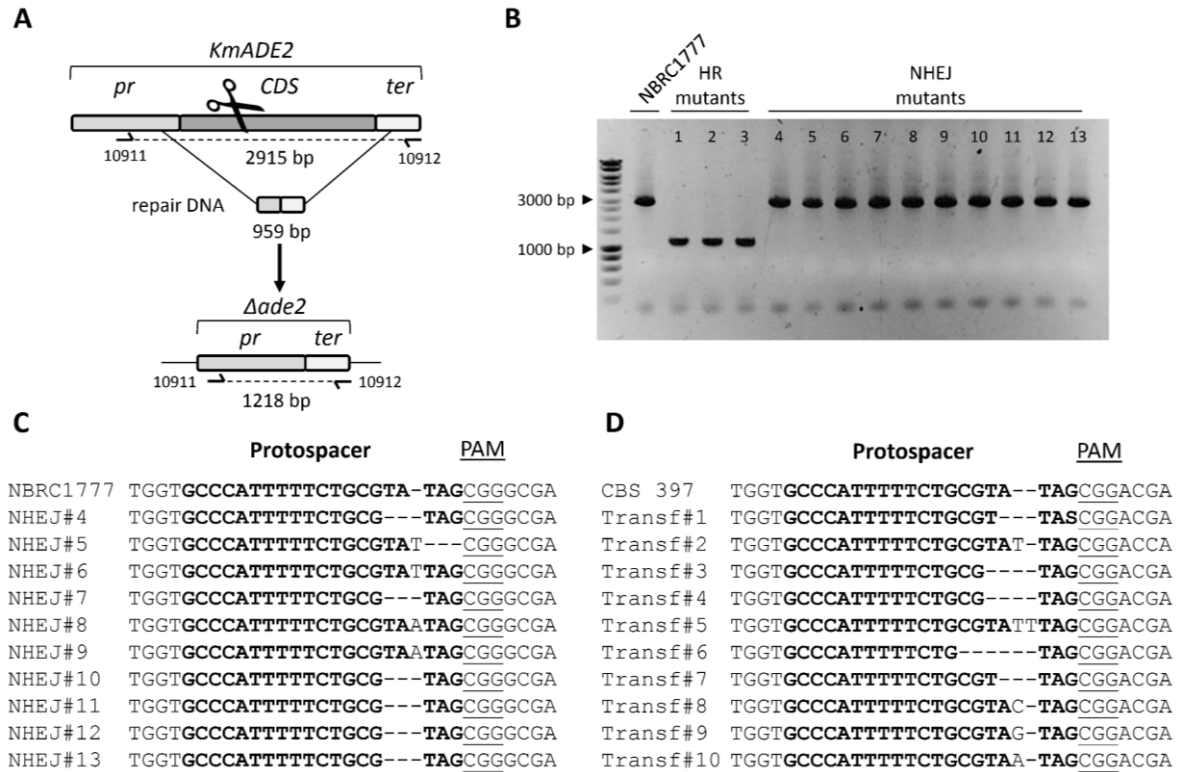 A
KmADE2
pr CDS ter
10911 2915 bp 10912
repair DNA
959 bp
Δade2
pr ter
10911 10912
1218 bp
B
NBRC1777 HR mutants NHEJ mutants
1 2 3 4 5 6 7 8 9 10 11 12 13
3000 bp
1000 bp
C
Protospacer PAM
NBRC1777 TGGTGCCCATTTTTCTGCGTA-TAGCGGGCGA
NHEJ#4 TGGTGCCCATTTTTCTGCG---TAGCGGGCGA
NHEJ#5 TGGTGCCCATTTTTCTGCGTAT---CGGGCGA
NHEJ#6 TGGTGCCCATTTTTCTGCGTATTAGCGGGCGA
NHEJ#7 TGGTGCCCATTTTTCTGCG---TAGCGGGCGA
NHEJ#8 TGGTGCCCATTTTTCTGCGTAATAGCGGGCGA
NHEJ#9 TGGTGCCCATTTTTCTGCGTAATAGCGGGCGA
NHEJ#10 TGGTGCCCATTTTTCTGCG---TAGCGGGCGA
NHEJ#11 TGGTGCCCATTTTTCTGCG---TAGCGGGCGA
NHEJ#12 TGGTGCCCATTTTTCTGCG---TAGCGGGCGA
NHEJ#13 TGGTGCCCATTTTTCTGCG---TAGCGGGCGA
D
Protospacer PAM
CBS 397 TGGTGCCCATTTTTCTGCGTA--TAGCGGACGA
Transf#1 TGGTGCCCATTTTTCTGCGT---TASCGGACGA
Transf#2 TGGTGCCCATTTTTCTGCGTAT-TAGCGGACCA
Transf#3 TGGTGCCCATTTTTCTGCG----TAGCGGACGA
Transf#4 TGGTGCCCATTTTTCTGCG----TAGCGGACGA
Transf#5 TGGTGCCCATTTTTCTGCGTATTTAGCGGACGA
Transf#6 TGGTGCCCATTTTTCTG------TAGCGGACGA
Transf#7 TGGTGCCCATTTTTCTGCGT---TAGCGGACGA
Transf#8 TGGTGCCCATTTTTCTGCGTAC-TAGCGGACGA
Transf#9 TGGTGCCCATTTTTCTGCGTAG-TAGCGGACGA
Transf#10 TGGTGCCCATTTTTCTGCGTAA-TAGCGGACGA